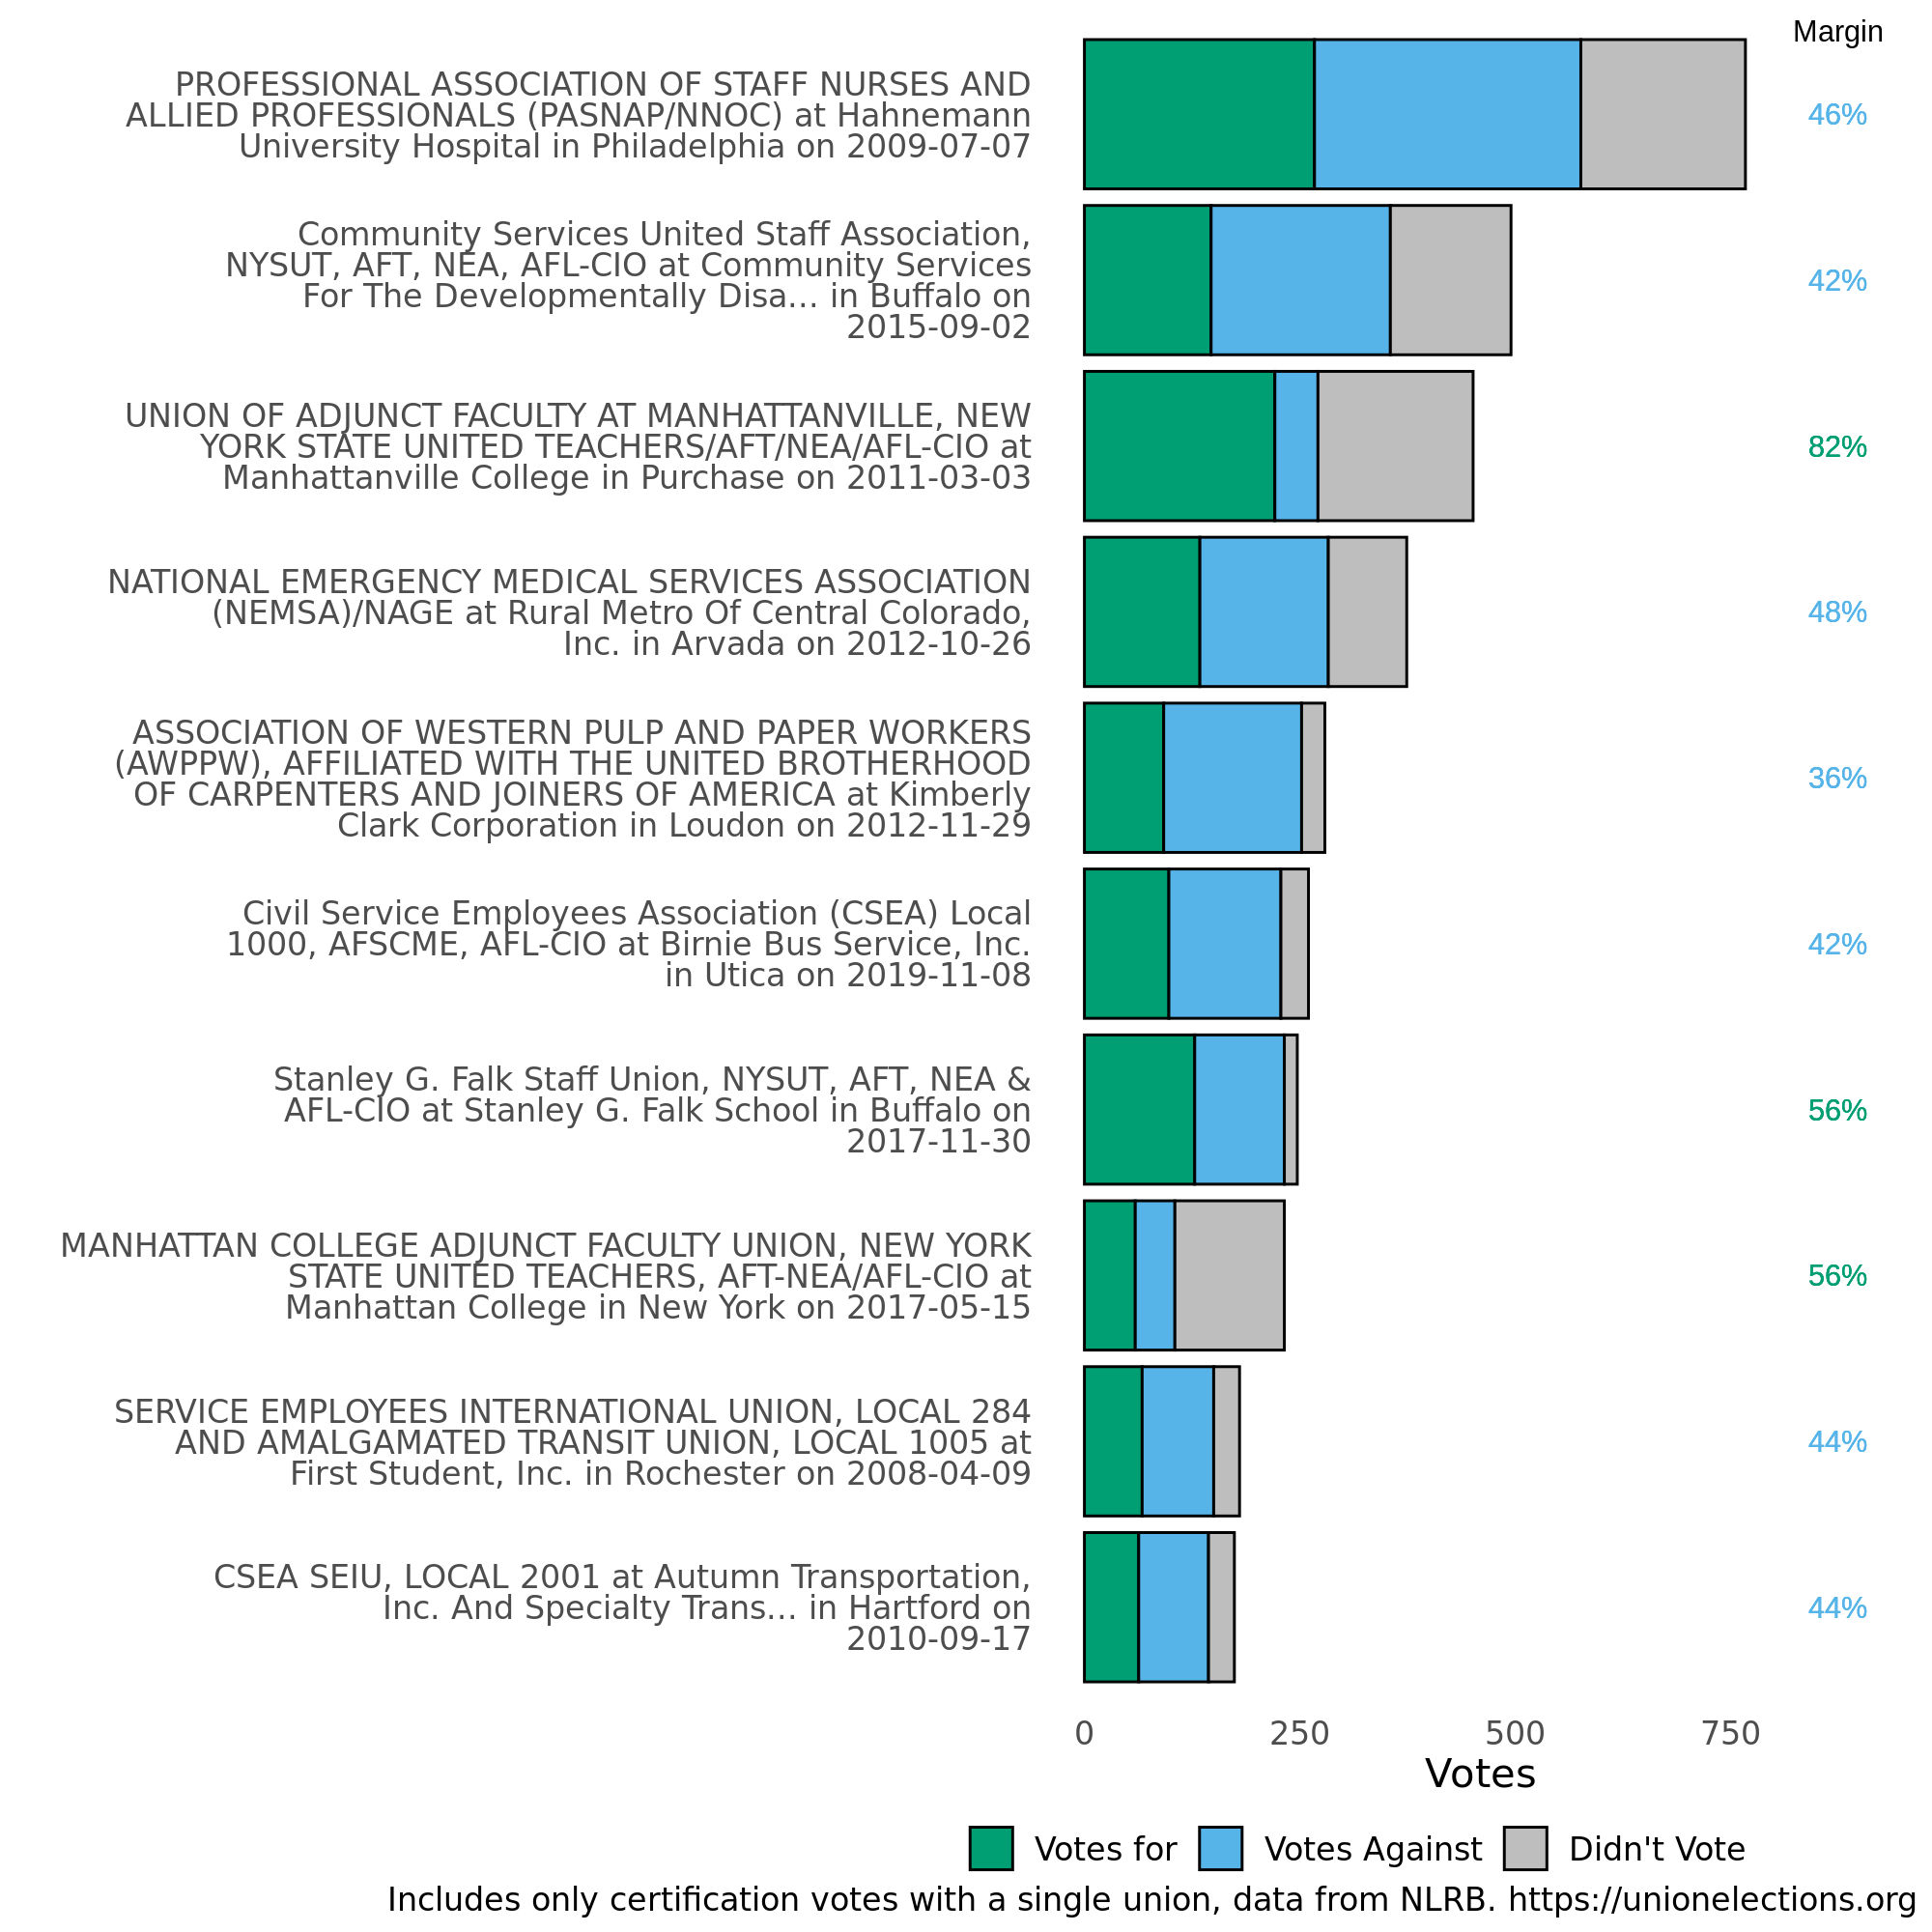 Margin
PROFESSIONAL ASSOCIATION OF STAFF NURSES AND
ALLIED PROFESSIONALS (PASNAP/NNOC) at Hahnemann
University Hospital in Philadelphia on 2009-07-07
46%
Community Services United Staff Association,
NYSUT, AFT, NEA, AFL-CIO at Community Services
For The Developmentally Disa... in Buffalo on
2015-09-02
42%
UNION OF ADJUNCT FACULTY AT MANHATTANVILLE, NEW
YORK STATE UNITED TEACHERS/AFT/NEA/AFL-CIO at
Manhattanville College in Purchase on 2011-03-03
82%
NATIONAL EMERGENCY MEDICAL SERVICES ASSOCIATION
(NEMSA)/NAGE at Rural Metro Of Central Colorado,
Inc. in Arvada on 2012-10-26
48%
ASSOCIATION OF WESTERN PULP AND PAPER WORKERS
(AWPPW), AFFILIATED WITH THE UNITED BROTHERHOOD
OF CARPENTERS AND JOINERS OF AMERICA at Kimberly
Clark Corporation in Loudon on 2012-11-29
36%
Civil Service Employees Association (CSEA) Local
1000, AFSCME, AFL-CIO at Birnie Bus Service, Inc.
in Utica on 2019-11-08
42%
Stanley G. Falk Staff Union, NYSUT, AFT, NEA &
AFL-CIO at Stanley G. Falk School in Buffalo on
2017-11-30
56%
MANHATTAN COLLEGE ADJUNCT FACULTY UNION, NEW YORK
STATE UNITED TEACHERS, AFT-NEA/AFL-CIO at
Manhattan College in New York on 2017-05-15
56%
SERVICE EMPLOYEES INTERNATIONAL UNION, LOCAL 284
AND AMALGAMATED TRANSIT UNION, LOCAL 1005 at
First Student, Inc. in Rochester on 2008-04-09
44%
CSEA SEIU, LOCAL 2001 at Autumn Transportation,
Inc. And Specialty Trans... in Hartford on
2010-09-17
44%
0 250 500 750
Votes
Votes for Votes Against Didn't Vote
Includes only certification votes with a single union, data from NLRB. https://unionelections.org